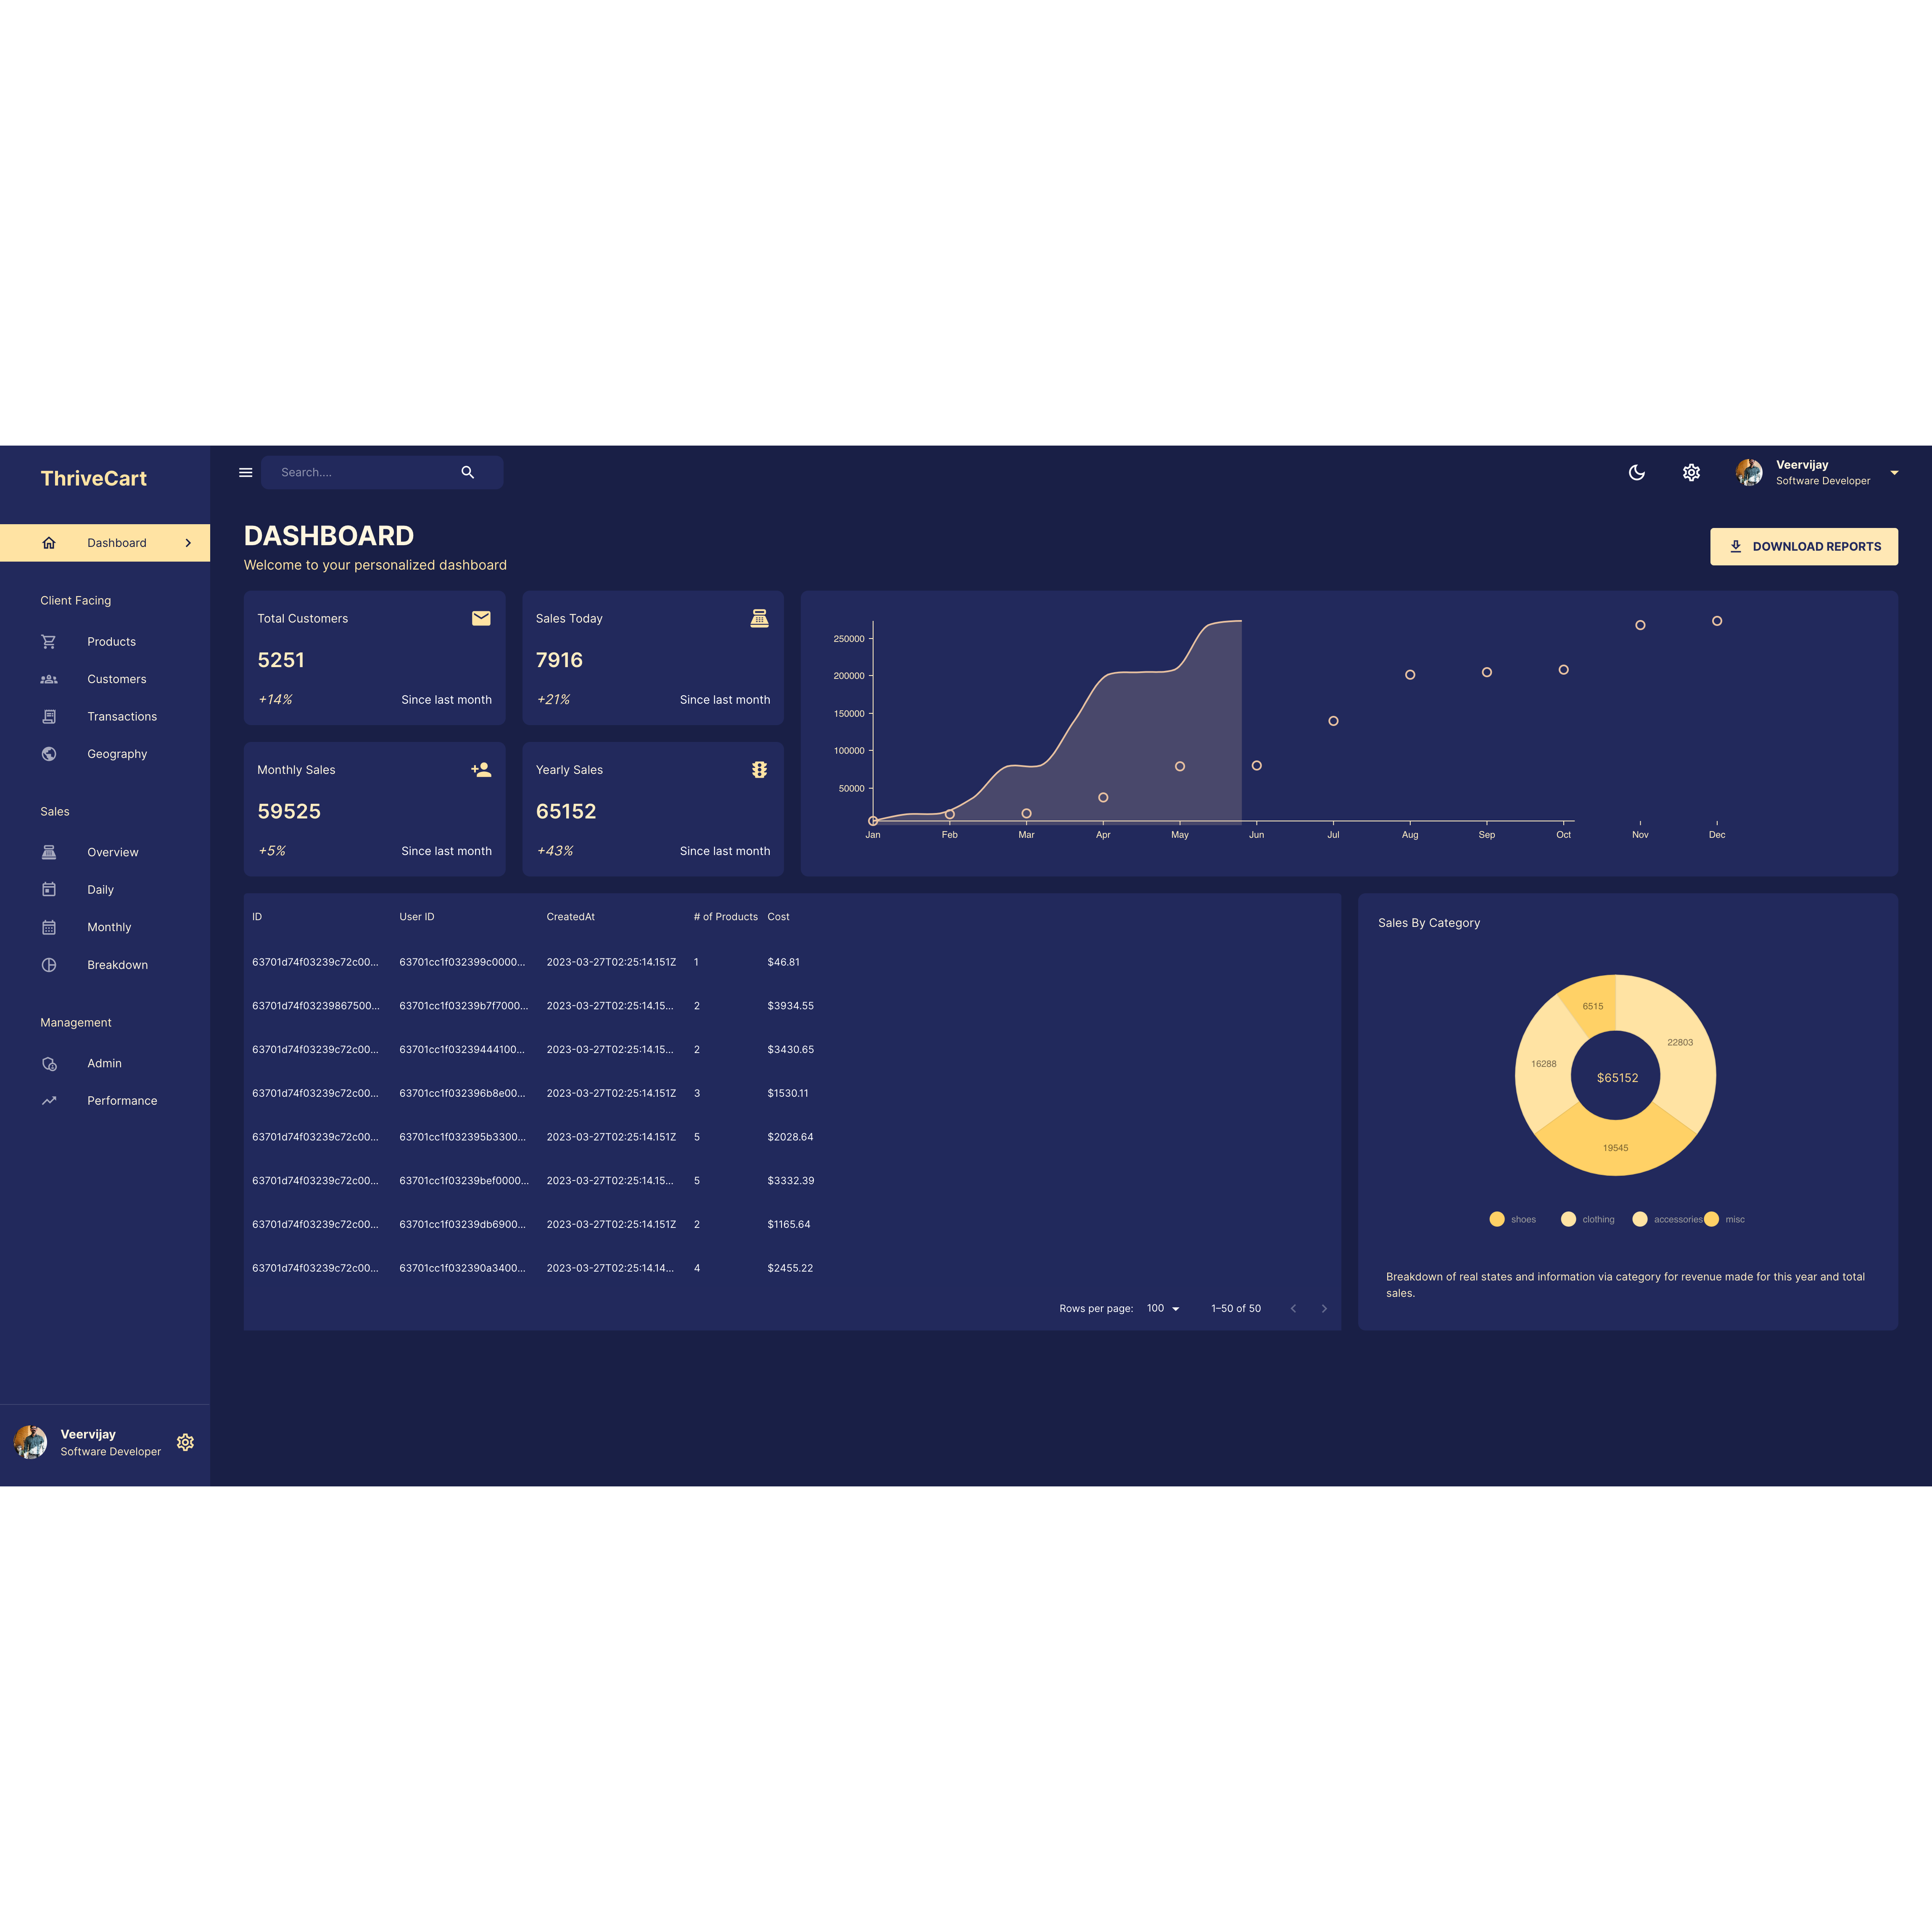 ThriveCart
Dashboard
Client Facing
Products
Customers
Transactions
Geography
Sales
Overview
Daily
Monthly
Breakdown
Management
Admin
Performance
Veervijay
Software Developer
Search....
Veervijay
Software Developer
DASHBOARD
Welcome to your personalized dashboard
DOWNLOAD REPORTS
Total Customers
5251
+14% Since last month
Sales Today
7916
+21% Since last month
Monthly Sales
59525
+5% Since last month
Yearly Sales
65152
+43% Since last month
250000
200000
150000
100000
50000
Jan Feb Mar Apr May Jun Jul Aug Sep Oct Nov Dec
ID User ID CreatedAt # of Products Cost
63701d74f03239c72c00... 63701cc1f032399c0000... 2023-03-27T02:25:14.151Z 1 $46.81
63701d74f03239867500... 63701cc1f03239b7f7000... 2023-03-27T02:25:14.15... 2 $3934.55
63701d74f03239c72c00... 63701cc1f03239444100... 2023-03-27T02:25:14.15... 2 $3430.65
63701d74f03239c72c00... 63701cc1f032396b8e00... 2023-03-27T02:25:14.151Z 3 $1530.11
63701d74f03239c72c00... 63701cc1f032395b3300... 2023-03-27T02:25:14.151Z 5 $2028.64
63701d74f03239c72c00... 63701cc1f03239bef0000... 2023-03-27T02:25:14.15... 5 $3332.39
63701d74f03239c72c00... 63701cc1f03239db6900... 2023-03-27T02:25:14.151Z 2 $1165.64
63701d74f03239c72c00... 63701cc1f032390a3400... 2023-03-27T02:25:14.14... 4 $2455.22
Rows per page: 100 1–50 of 50
Sales By Category
6515
22803
16288
$65152
19545
shoes clothing accessories misc
Breakdown of real states and information via category for revenue made for this year and total
sales.